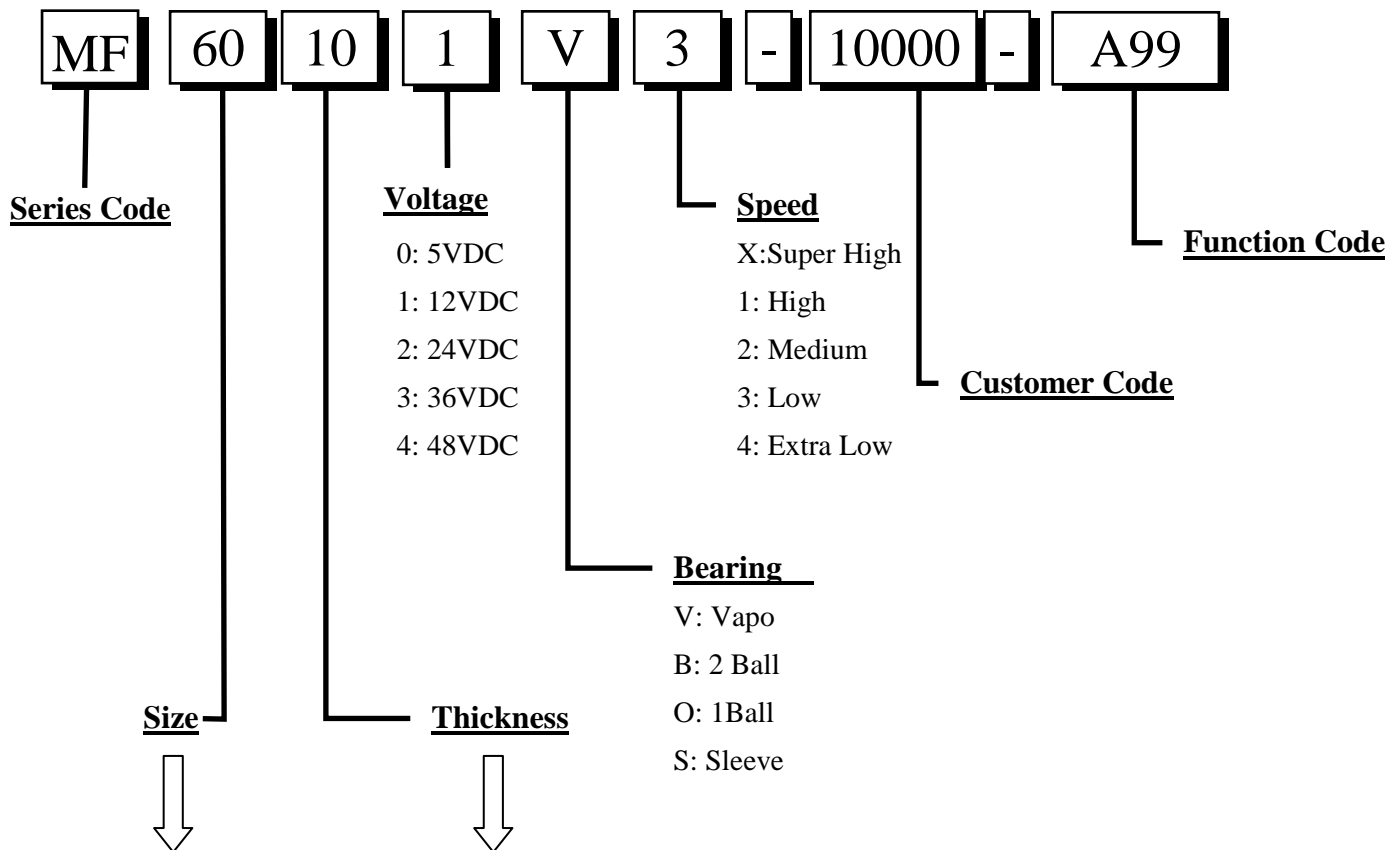 MF 60 10 1 V 3 - 10000 - A99
Series Code
Voltage
0: 5VDC
1: 12VDC
2: 24VDC
3: 36VDC
4: 48VDC
Speed
X:Super High
1: High
2: Medium
3: Low
4: Extra Low
Function Code
Customer Code
Bearing
V: Vapo
B: 2 Ball
O: 1Ball
S: Sleeve
Size
Thickness